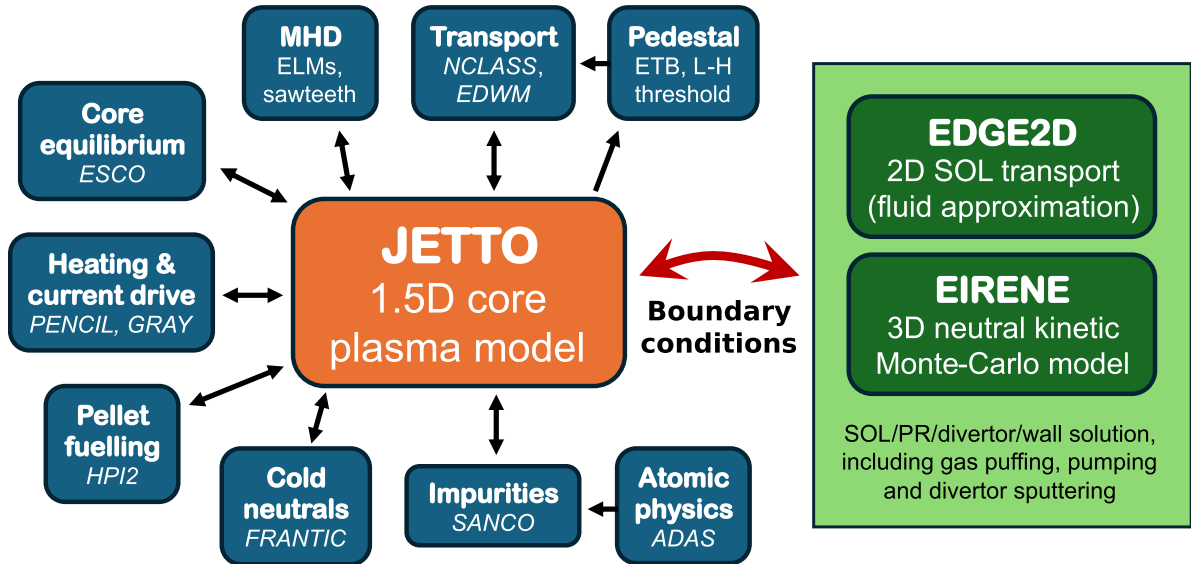 MHD
ELMs,
sawteeth
Transport
NCLASS,
EDWM
Pedestal
ETB, L-H
threshold
Core
equilibrium
ESCO
Heating &
current drive
PENCIL, GRAY
Pellet
fuelling
HPI2
Cold
neutrals
FRANTIC
Impurities
SANCO
Atomic
physics
ADAS
JETTO
1.5D core
plasma model
Boundary
conditions
EDGE2D
2D SOL transport
(fluid approximation)
EIRENE
3D neutral kinetic
Monte-Carlo model
SOL/PR/divertor/wall solution,
including gas puffing, pumping
and divertor sputtering